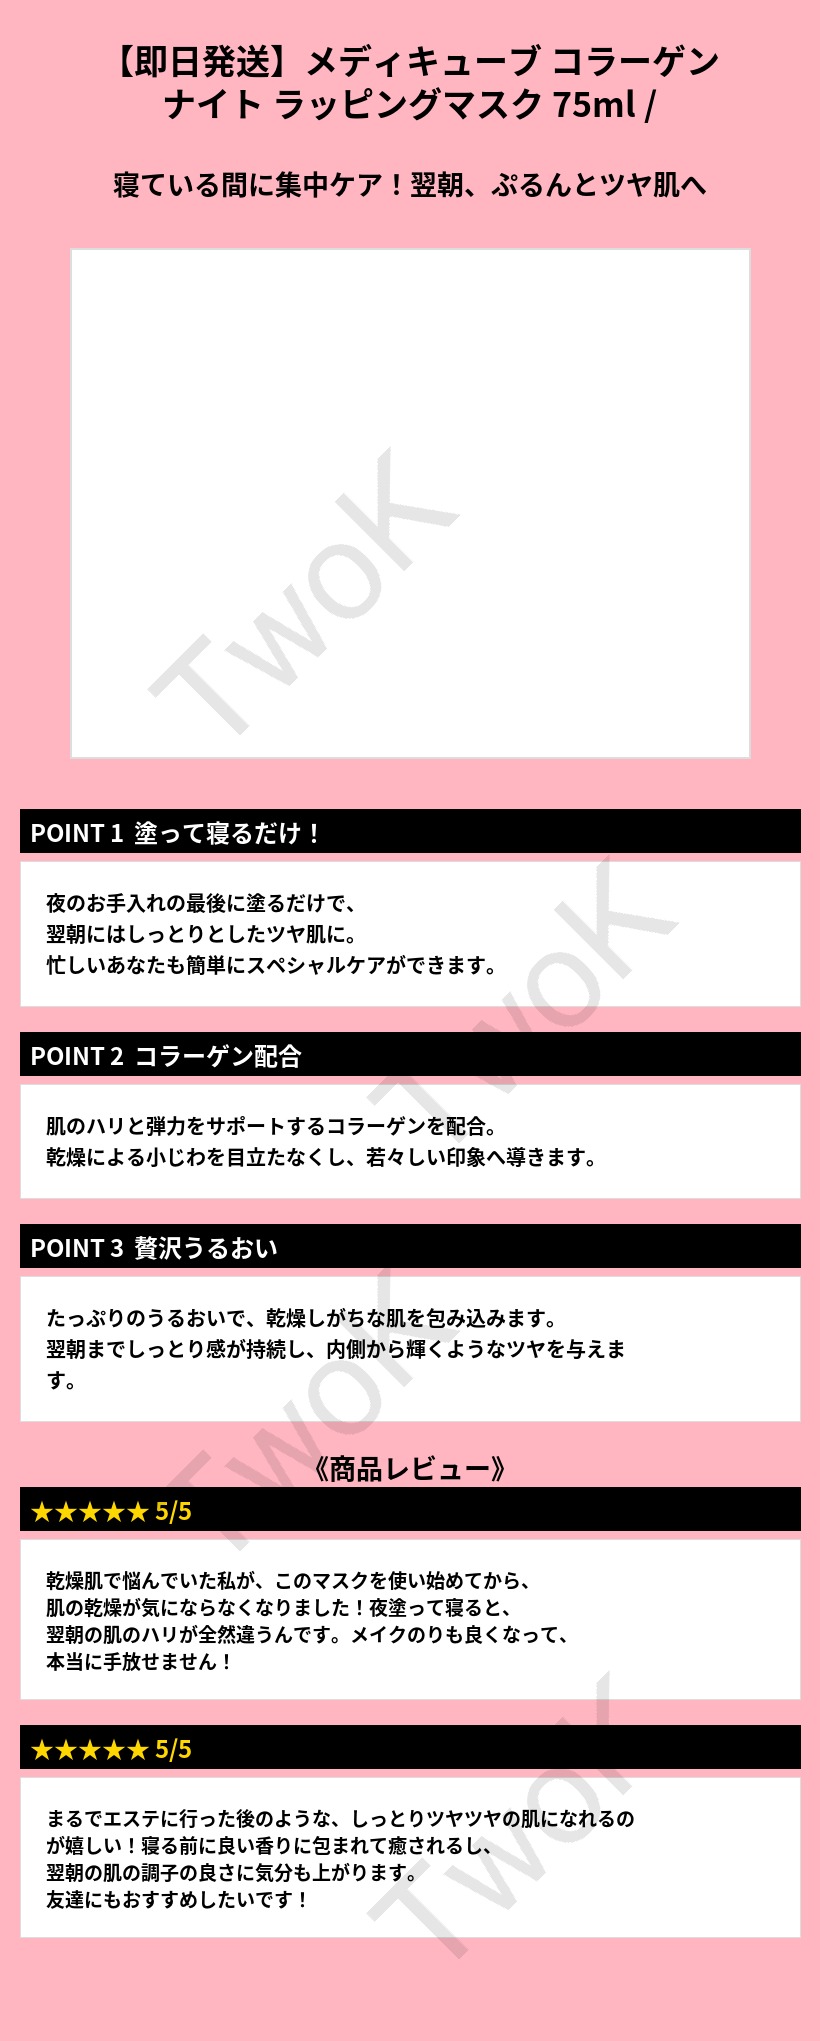 【即日発送】メディキューブ コラーゲン
ナイト ラッピングマスク 75ml /
寝ている間に集中ケア！翌朝、ぷるんとツヤ肌へ
TwoK
POINT 1 塗って寝るだけ！
夜のお手入れの最後に塗るだけで、
翌朝にはしっとりとしたツヤ肌に。
忙しいあなたも簡単にスペシャルケアができます。
TwoK
POINT 2 コラーゲン配合
肌のハリと弾力をサポートするコラーゲンを配合。
乾燥による小じわを目立たなくし、若々しい印象へ導きます。
POINT 3 贅沢うるおい
たっぷりのうるおいで、乾燥しがちな肌を包み込みます。
翌朝までしっとり感が持続し、内側から輝くようなツヤを与えま
す。
TwoK
《商品レビュー》
★★★★★ 5/5
乾燥肌で悩んでいた私が、このマスクを使い始めてから、
肌の乾燥が気にならなくなりました！夜塗って寝ると、
翌朝の肌のハリが全然違うんです。メイクのりも良くなって、
本当に手放せません！
★★★★★ 5/5
まるでエステに行った後のような、しっとりツヤツヤの肌になれるの
が嬉しい！寝る前に良い香りに包まれて癒されるし、
翌朝の肌の調子の良さに気分も上がります。
友達にもおすすめしたいです！
TwoK